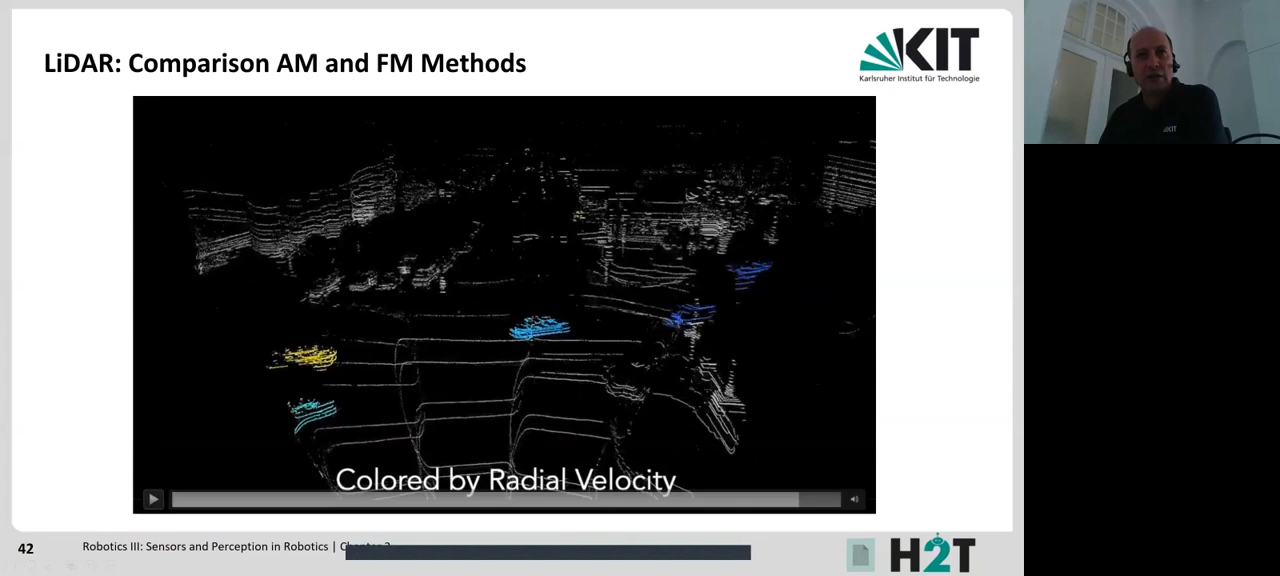 LiDAR: Comparison AM and FM Methods
KIT
Karlsruher Institut für Technologie
KIT
Colored by Radial Velocity
42
Robotics III: Sensors and Perception in Robotics |
H2T